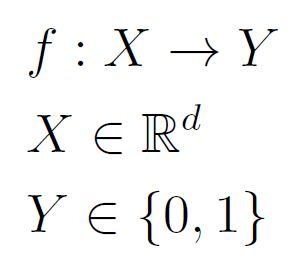 f : X → Y
X ∈ ℝ^d
Y ∈ {0, 1}